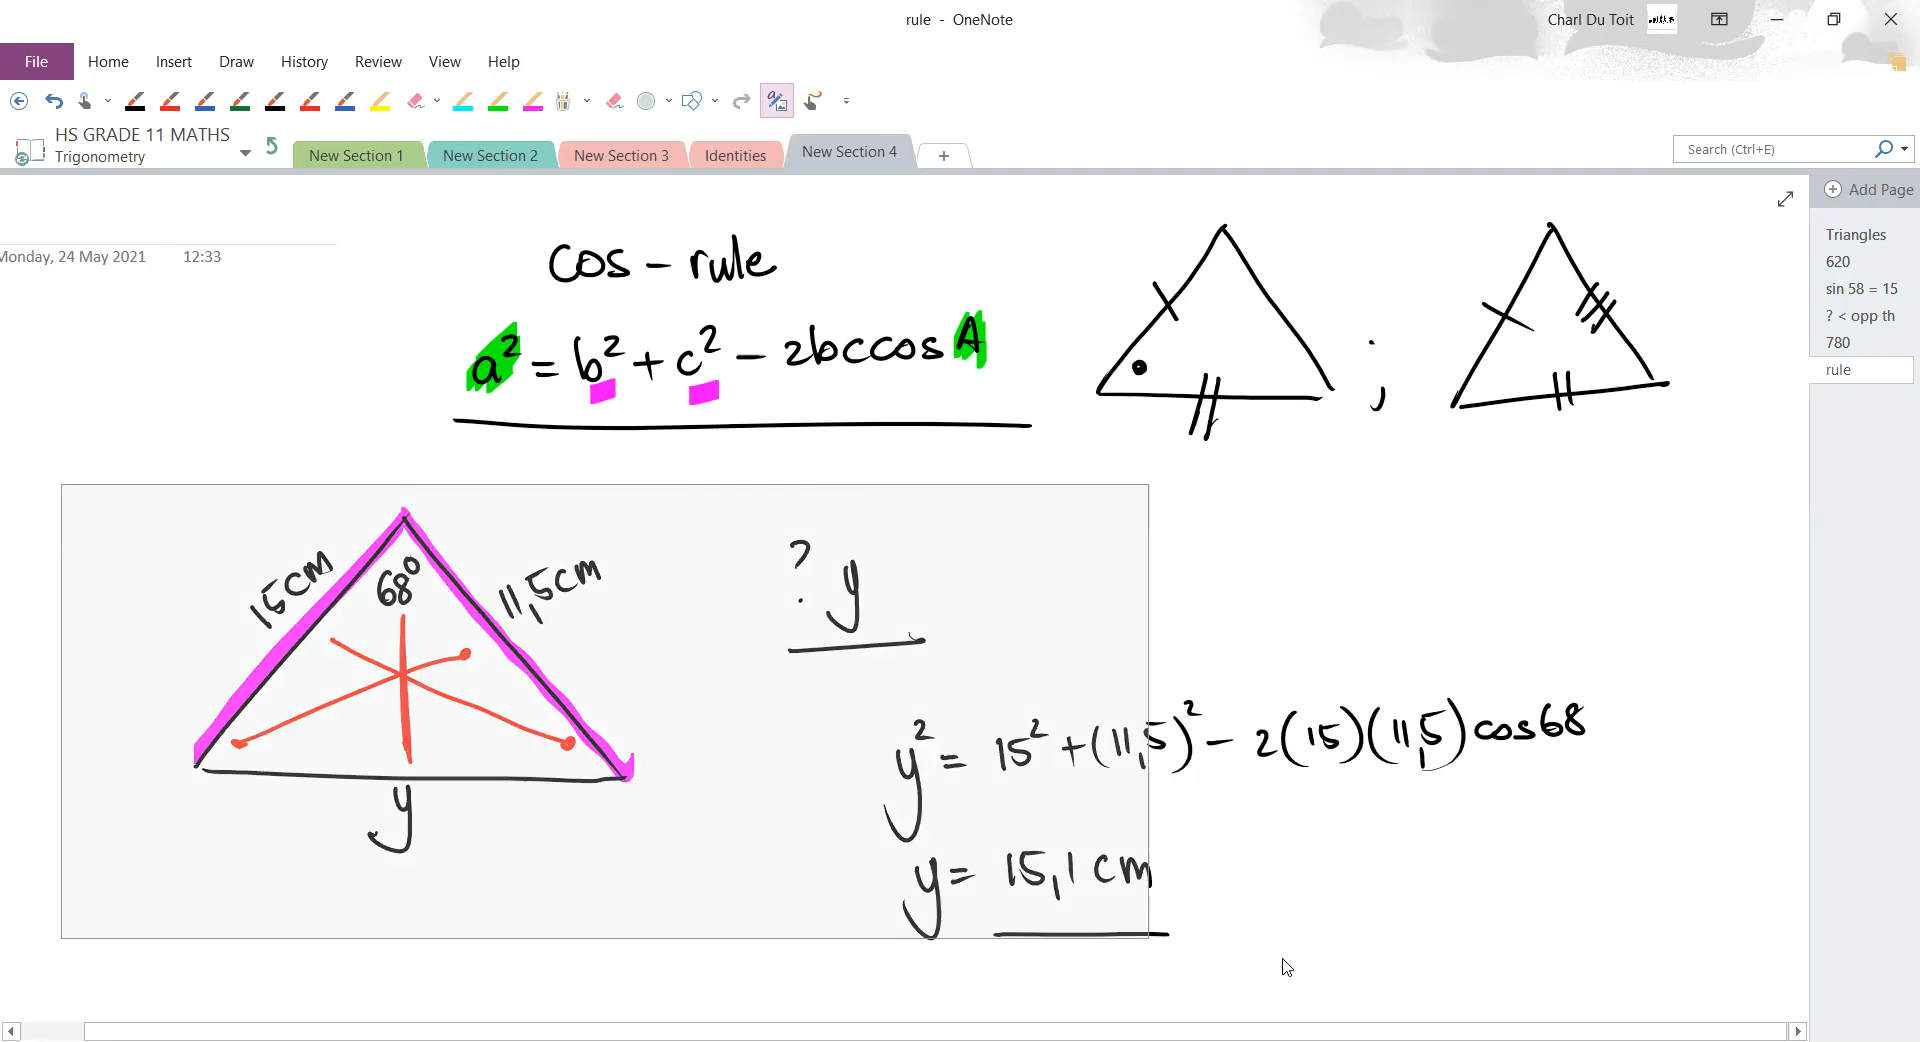 rule - OneNote
Charl Du Toit
File Home Insert Draw History Review View Help
HS GRADE 11 MATHS
Trigonometry
New Section 1 New Section 2 New Section 3 Identities New Section 4 +
Search (Ctrl+E)
Add Page
Triangles
620
sin 58 = 15
? < opp th
780
rule
Monday, 24 May 2021 12:33
cos - rule
a² = b² + c² - 2bccosA
;
15cm
68°
11,5cm
y
? y
y² = 15² + (11,5)² - 2(15)(11,5)cos68
y = 15,1 cm